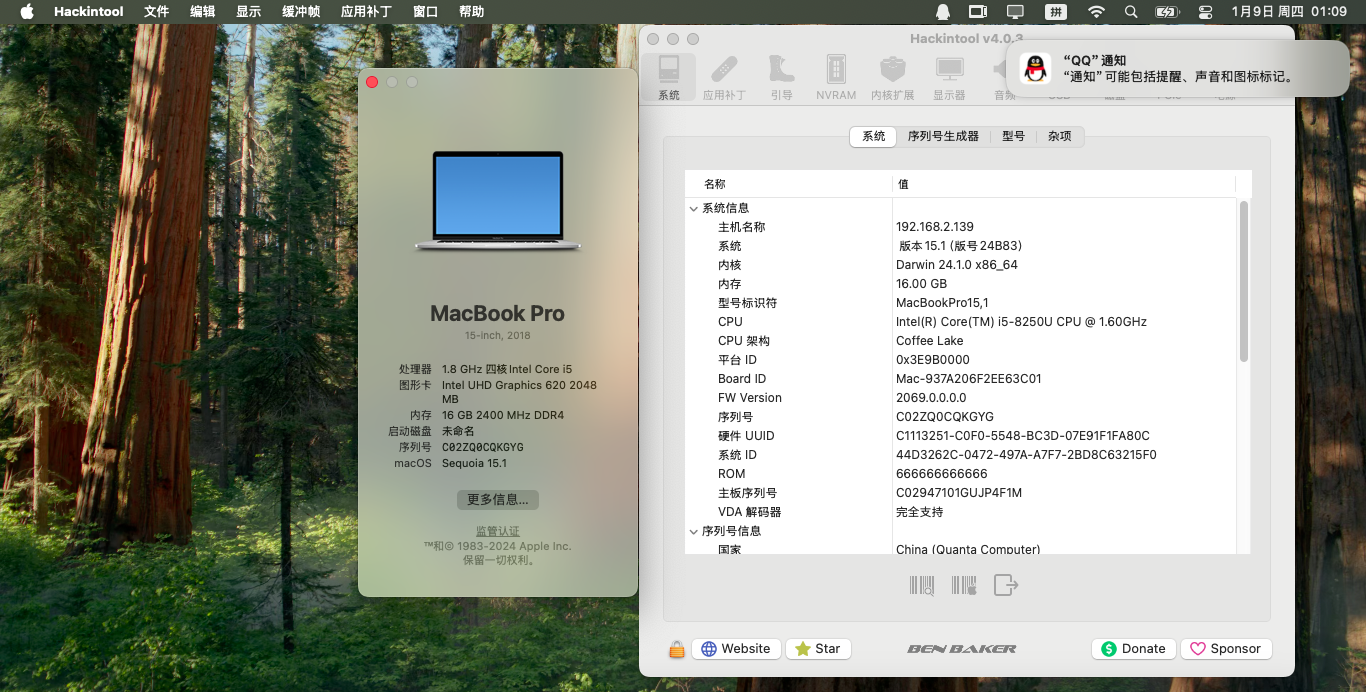 Hackintool 文件 编辑 显示 缓冲帧 应用补丁 窗口 帮助 拼 1月9日 周四 01:09
Hackintool v4.0.3
“QQ” 通知
“通知” 可能包括提醒、声音和图标标记。
系统 应用补丁 引导 NVRAM 内核扩展 显示器 音频
系统 序列号生成器 型号 杂项
名称 值
系统信息
主机名称 192.168.2.139
系统 版本 15.1 (版号 24B83)
内核 Darwin 24.1.0 x86_64
内存 16.00 GB
型号标识符 MacBookPro15,1
CPU Intel(R) Core(TM) i5-8250U CPU @ 1.60GHz
CPU 架构 Coffee Lake
平台 ID 0x3E9B0000
Board ID Mac-937A206F2EE63C01
FW Version 2069.0.0.0.0
序列号 C02ZQ0CQKGYG
硬件 UUID C1113251-C0F0-5548-BC3D-07E91F1FA80C
系统 ID 44D3262C-0472-497A-A7F7-2BD8C63215F0
ROM 666666666666
主板序列号 C02947101GUJP4F1M
VDA 解码器 完全支持
序列号信息
国家 China (Quanta Computer)
Website Star BEN BAKER Donate Sponsor
MacBook Pro
15-inch, 2018
处理器 1.8 GHz 四核Intel Core i5
图形卡 Intel UHD Graphics 620 2048
MB
内存 16 GB 2400 MHz DDR4
启动磁盘 未命名
序列号 C02ZQ0CQKGYG
macOS Sequoia 15.1
更多信息...
监管认证
™和© 1983-2024 Apple Inc.
保留一切权利。